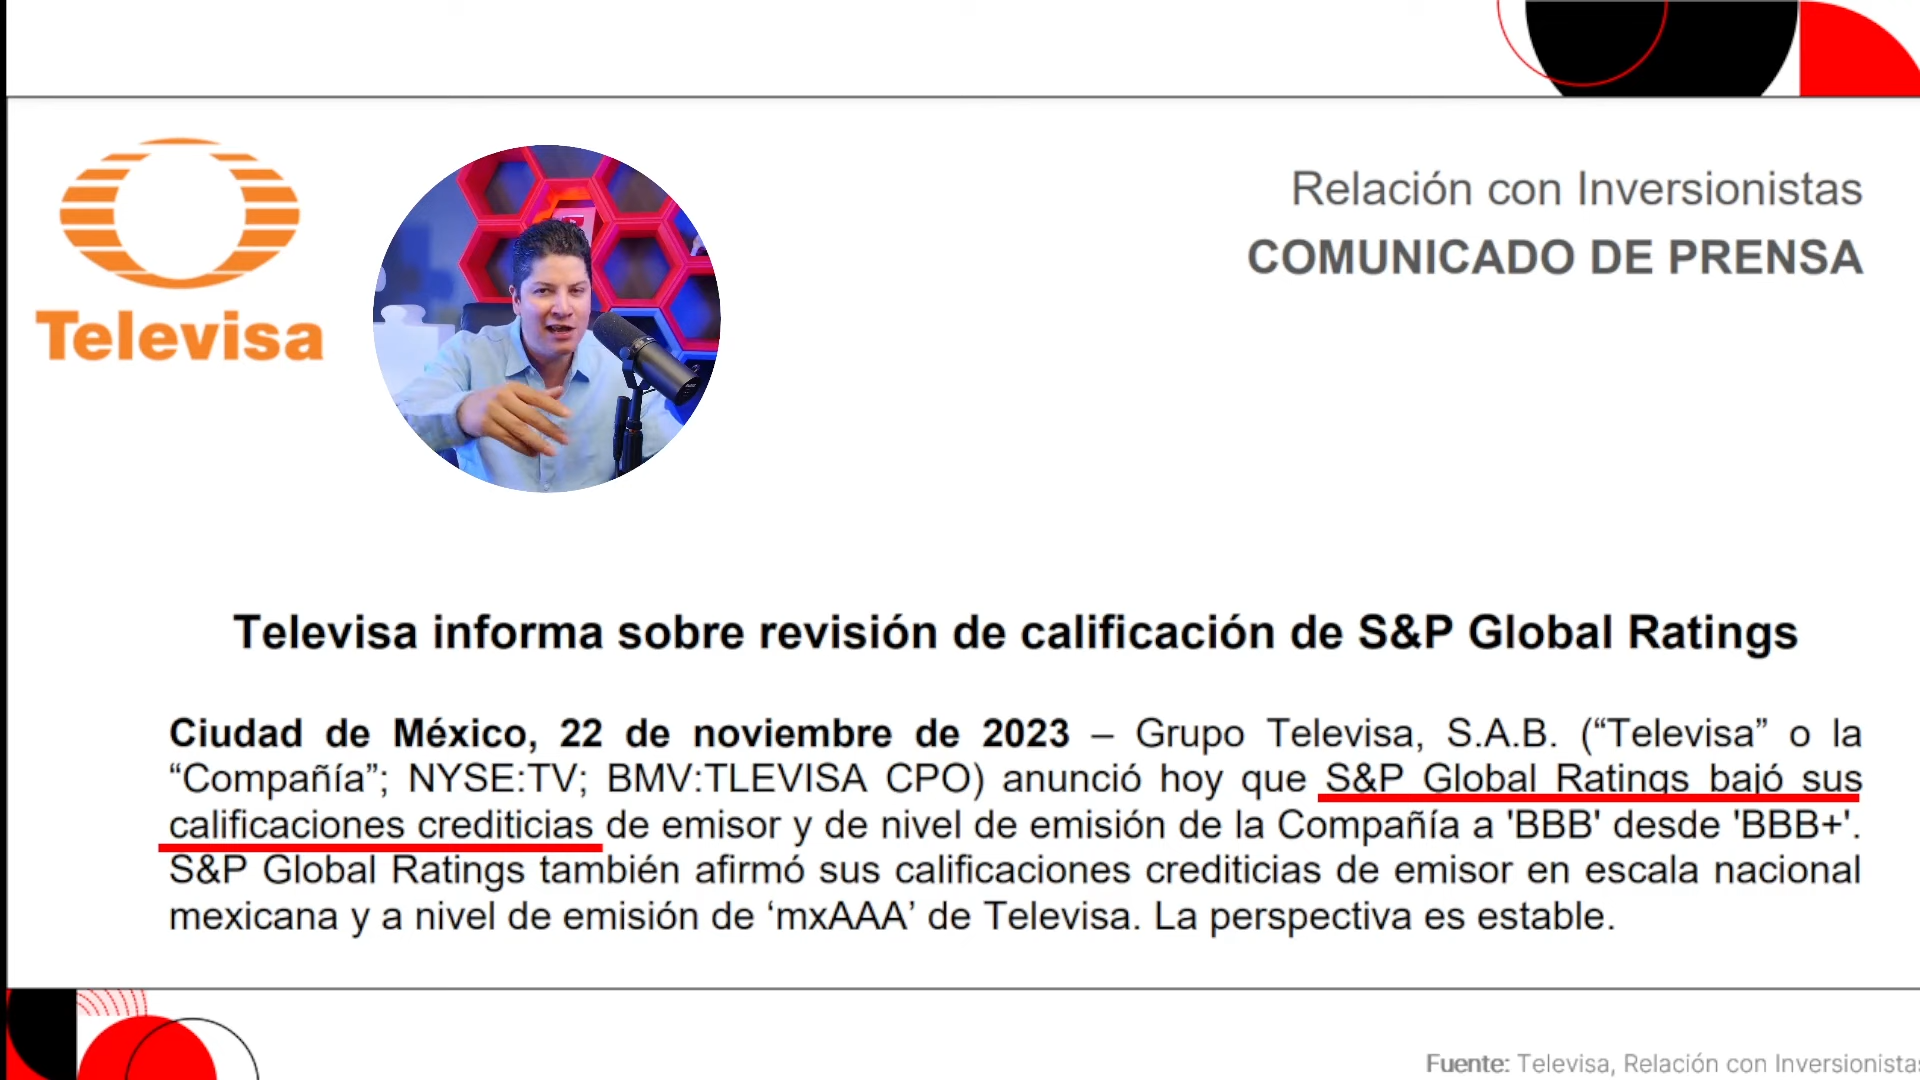 Televisa
Relación con Inversionistas
COMUNICADO DE PRENSA
Televisa informa sobre revisión de calificación de S&P Global Ratings
Ciudad de México, 22 de noviembre de 2023 – Grupo Televisa, S.A.B. (“Televisa” o la
“Compañía”; NYSE:TV; BMV:TLEVISA CPO) anunció hoy que S&P Global Ratings bajó sus
calificaciones crediticias de emisor y de nivel de emisión de la Compañía a 'BBB' desde 'BBB+'.
S&P Global Ratings también afirmó sus calificaciones crediticias de emisor en escala nacional
mexicana y a nivel de emisión de ‘mxAAA’ de Televisa. La perspectiva es estable.
Fuente: Televisa, Relación con Inversionistas